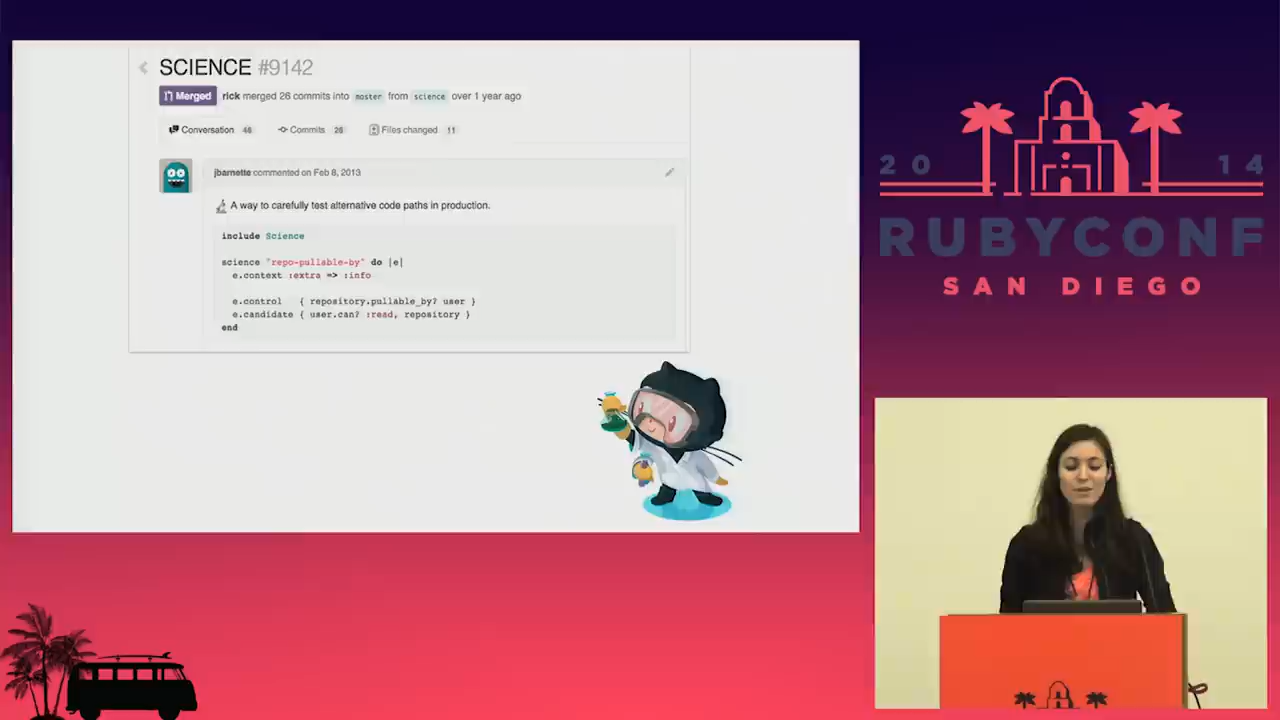 SCIENCE #9142
Merged rick merged 26 commits into master from science over 1 year ago
Conversation 46 Commits 26 Files changed 11
jbarnette commented on Feb 8, 2013
A way to carefully test alternative code paths in production.
include Science
science "repo-pullable-by" do |e|
e.context :extra => :info
e.control { repository.pullable_by? user }
e.candidate { user.can? :read, repository }
end
20 14
RUBYCONF
SAN DIEGO